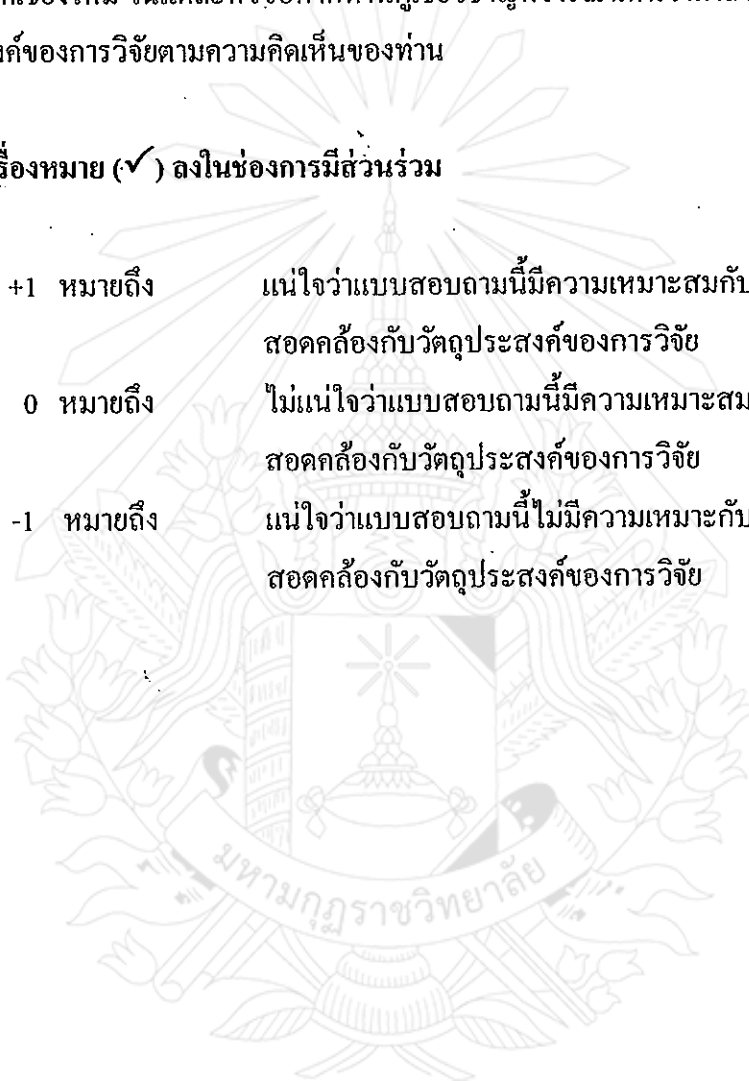 งค์ของการวิจัยตามความคิดเห็นของท่าน
รื่องหมาย (✓) ลงในช่องการมีส่วนร่วม
+1 หมายถึง แน่ใจว่าแบบสอบถามนี้มีความเหมาะสมกับ
สอดคล้องกับวัตถุประสงค์ของการวิจัย
0 หมายถึง ไม่แน่ใจว่าแบบสอบถามนี้มีความเหมาะสม
สอดคล้องกับวัตถุประสงค์ของการวิจัย
-1 หมายถึง แน่ใจว่าแบบสอบถามนี้ไม่มีความเหมาะกับ
สอดคล้องกับวัตถุประสงค์ของการวิจัย
มหามกุฏราชวิทยาลัย